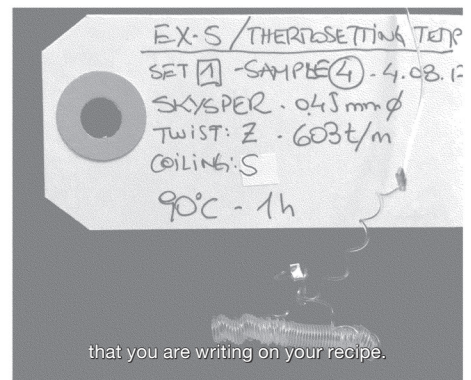 EX-S / THERMOSETTING TEMP
SET 1 - SAMPLE 4 . 4.08.1
SKYSPER . 0,45 mm ϕ
TWIST: Z . 603 t/m
COILING: S
90°C - 1h
that you are writing on your recipe.